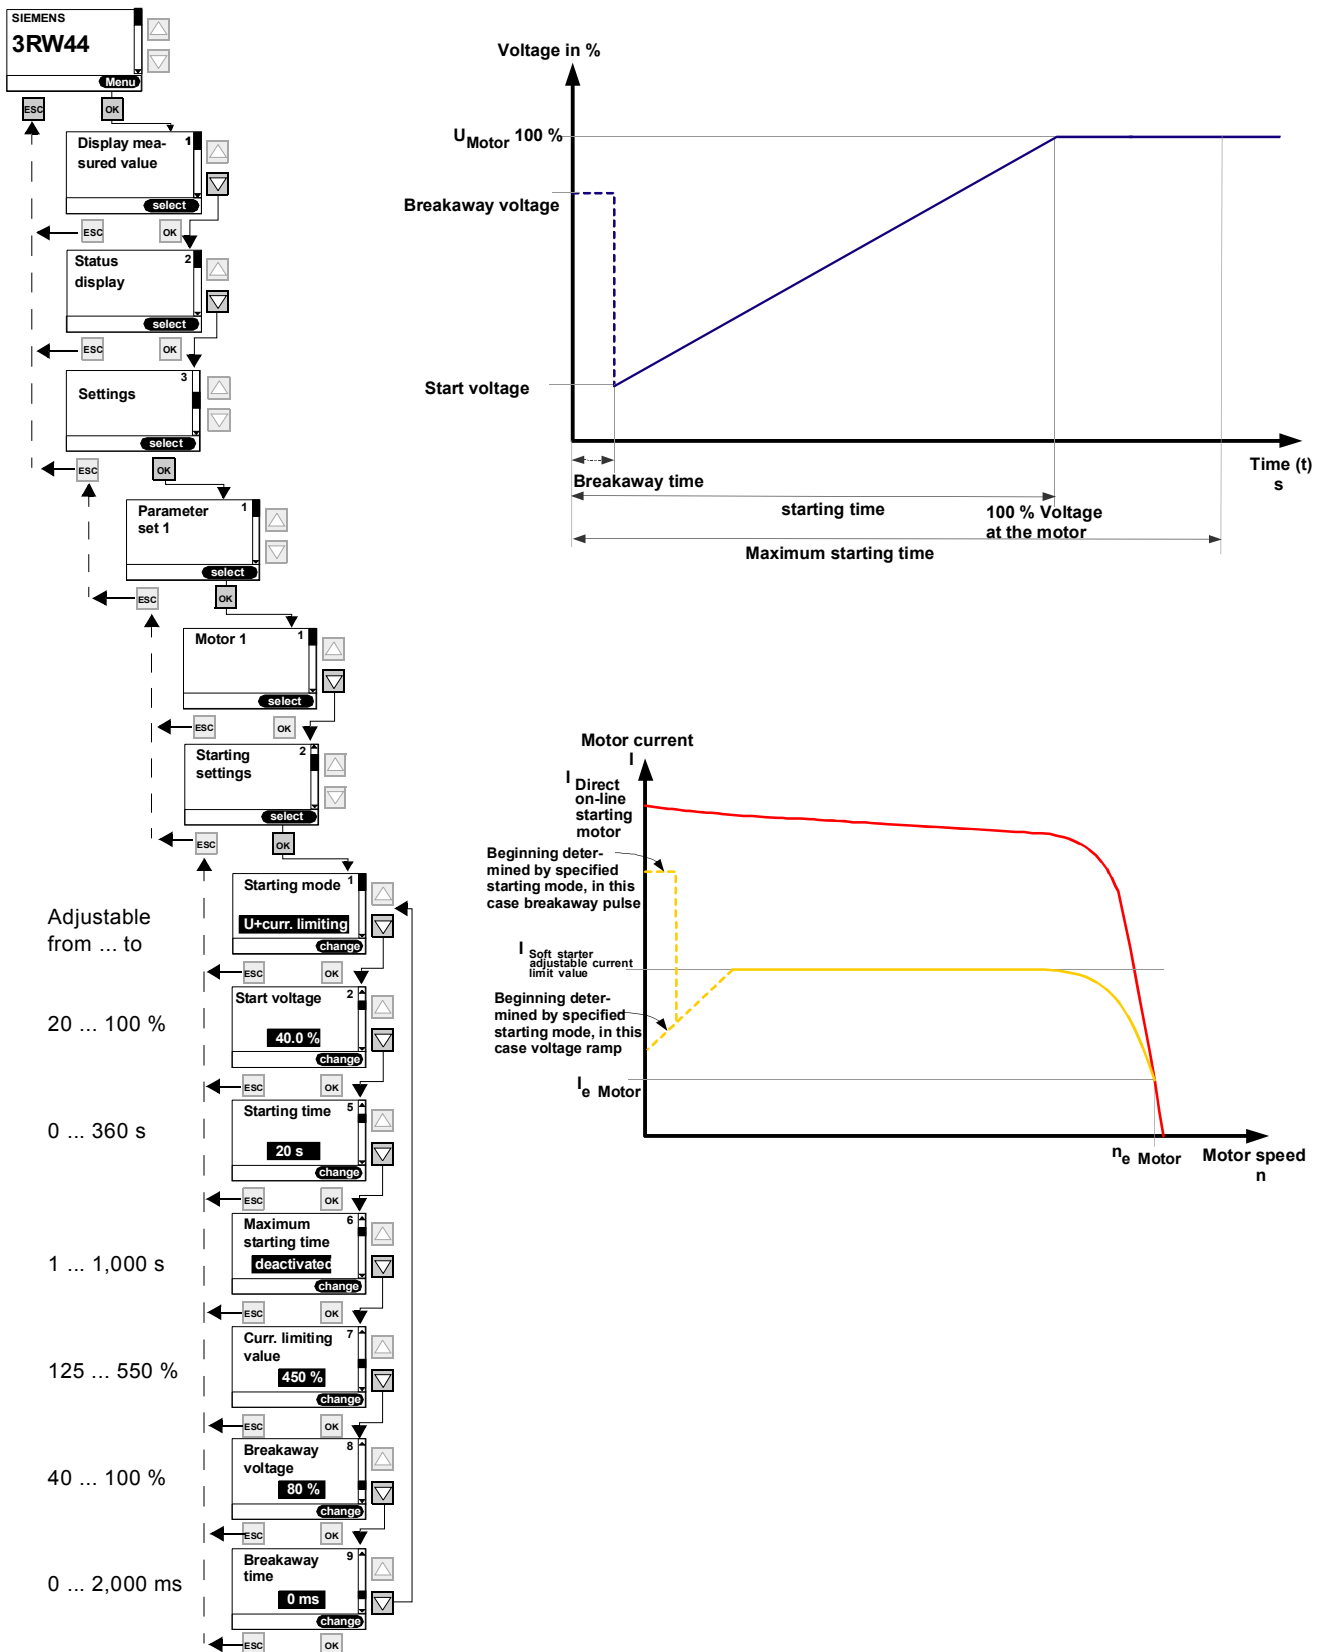 SIEMENS
3RW44
Menu
ESC
OK
Display mea-
sured value
1
select
ESC
OK
Status
display
2
select
ESC
OK
Settings
3
select
ESC
OK
Parameter
set 1
1
select
ESC
OK
Motor 1
1
select
ESC
OK
Starting
settings
2
select
ESC
OK
Adjustable
from ... to
Starting mode
1
U+curr. limiting
change
ESC
OK
20 ... 100 %
Start voltage
2
40.0 %
change
ESC
OK
0 ... 360 s
Starting time
5
20 s
change
ESC
OK
1 ... 1,000 s
Maximum
starting time
6
deactivated
change
ESC
OK
125 ... 550 %
Curr. limiting
value
7
450 %
change
ESC
OK
40 ... 100 %
Breakaway
voltage
8
80 %
change
ESC
OK
0 ... 2,000 ms
Breakaway
time
9
0 ms
change
ESC
OK
Voltage in %
UMotor 100 %
Breakaway voltage
Start voltage
Time (t)
s
Breakaway time
starting time
100 % Voltage
at the motor
Maximum starting time
Motor current
I
I Direct
on-line
starting
motor
Beginning deter-
mined by specified
starting mode, in this
case breakaway pulse
I Soft starter
adjustable current
limit value
Beginning deter-
mined by specified
starting mode, in this
case voltage ramp
Ie Motor
ne Motor
Motor speed
n